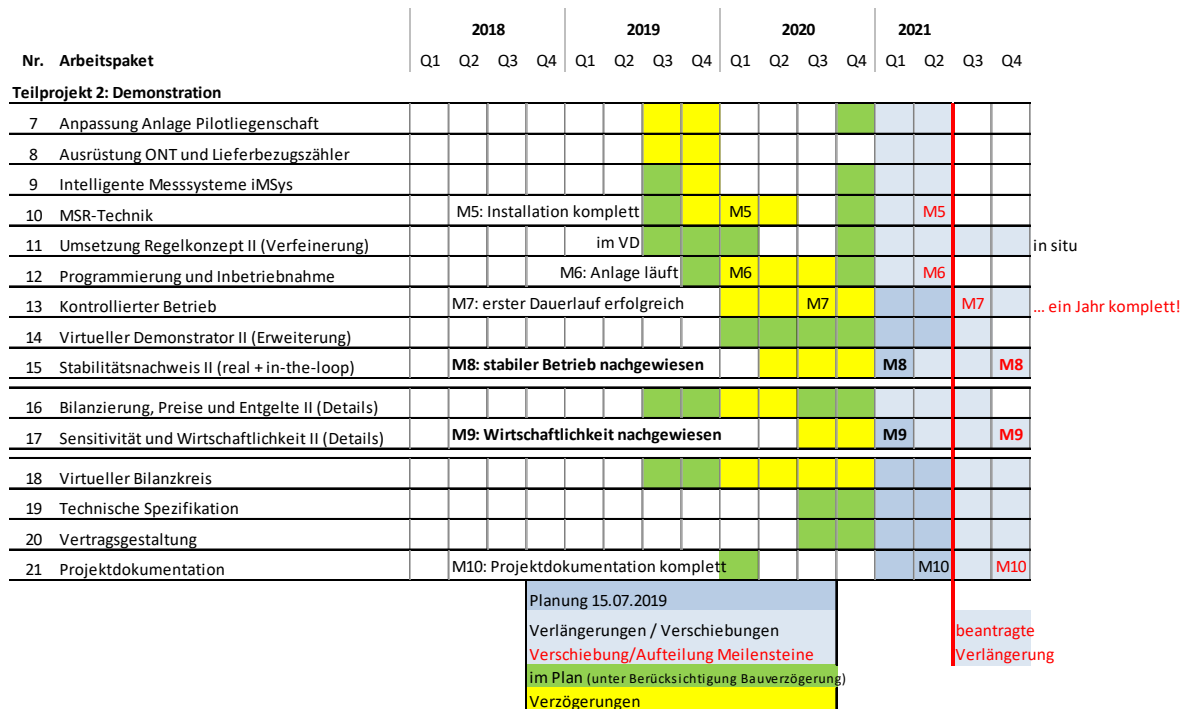 2018 2019 2020 2021
Nr. Arbeitspaket Q1 Q2 Q3 Q4 Q1 Q2 Q3 Q4 Q1 Q2 Q3 Q4 Q1 Q2 Q3 Q4
Teilprojekt 2: Demonstration
7 Anpassung Anlage Pilotliegenschaft
8 Ausrüstung ONT und Lieferbezugszähler
9 Intelligente Messsysteme iMSys
10 MSR-Technik M5: Installation komplett M5 M5
11 Umsetzung Regelkonzept II (Verfeinerung) im VD in situ
12 Programmierung und Inbetriebnahme M6: Anlage läuft M6 M6
13 Kontrollierter Betrieb M7: erster Dauerlauf erfolgreich M7 M7 ... ein Jahr komplett!
14 Virtueller Demonstrator II (Erweiterung)
15 Stabilitätsnachweis II (real + in-the-loop) M8: stabiler Betrieb nachgewiesen M8 M8
16 Bilanzierung, Preise und Entgelte II (Details)
17 Sensitivität und Wirtschaftlichkeit II (Details) M9: Wirtschaftlichkeit nachgewiesen M9 M9
18 Virtueller Bilanzkreis
19 Technische Spezifikation
20 Vertragsgestaltung
21 Projektdokumentation M10: Projektdokumentation komplett M10 M10
Planung 15.07.2019
Verlängerungen / Verschiebungen beantragte
Verschiebung/Aufteilung Meilensteine Verlängerung
im Plan (unter Berücksichtigung Bauverzögerung)
Verzögerungen